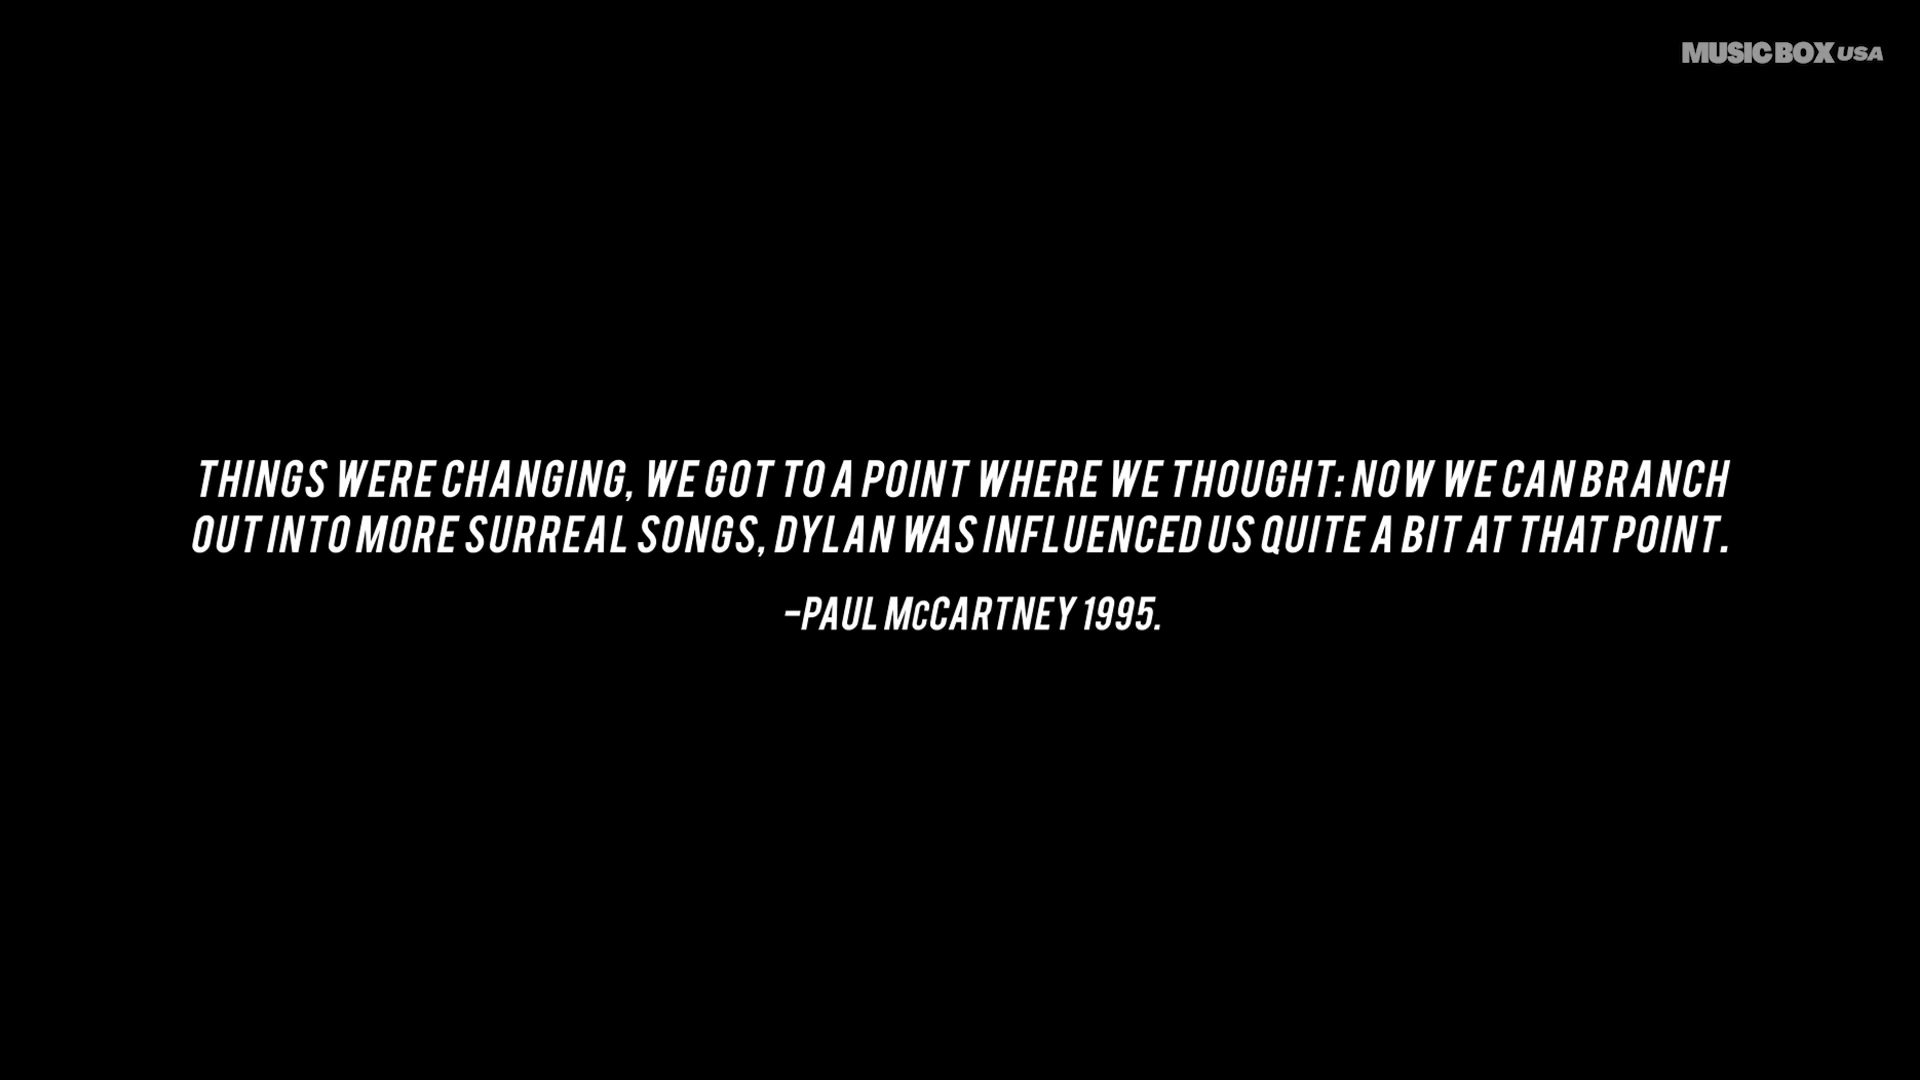 MUSIC BOX USA
THINGS WERE CHANGING, WE GOT TO A POINT WHERE WE THOUGHT: NOW WE CAN BRANCH
OUT INTO MORE SURREAL SONGS, DYLAN WAS INFLUENCED US QUITE A BIT AT THAT POINT.
-PAUL McCARTNEY 1995.